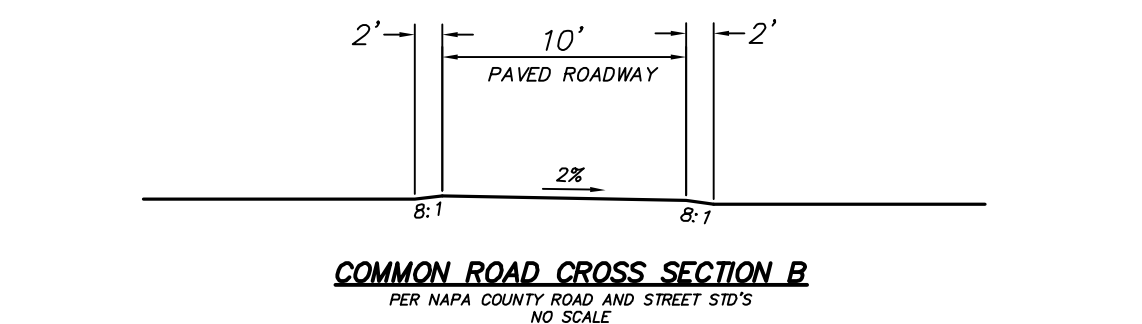 2' 10' 2'
PAVED ROADWAY
2%
8:1 8:1
COMMON ROAD CROSS SECTION B
PER NAPA COUNTY ROAD AND STREET STD'S
NO SCALE